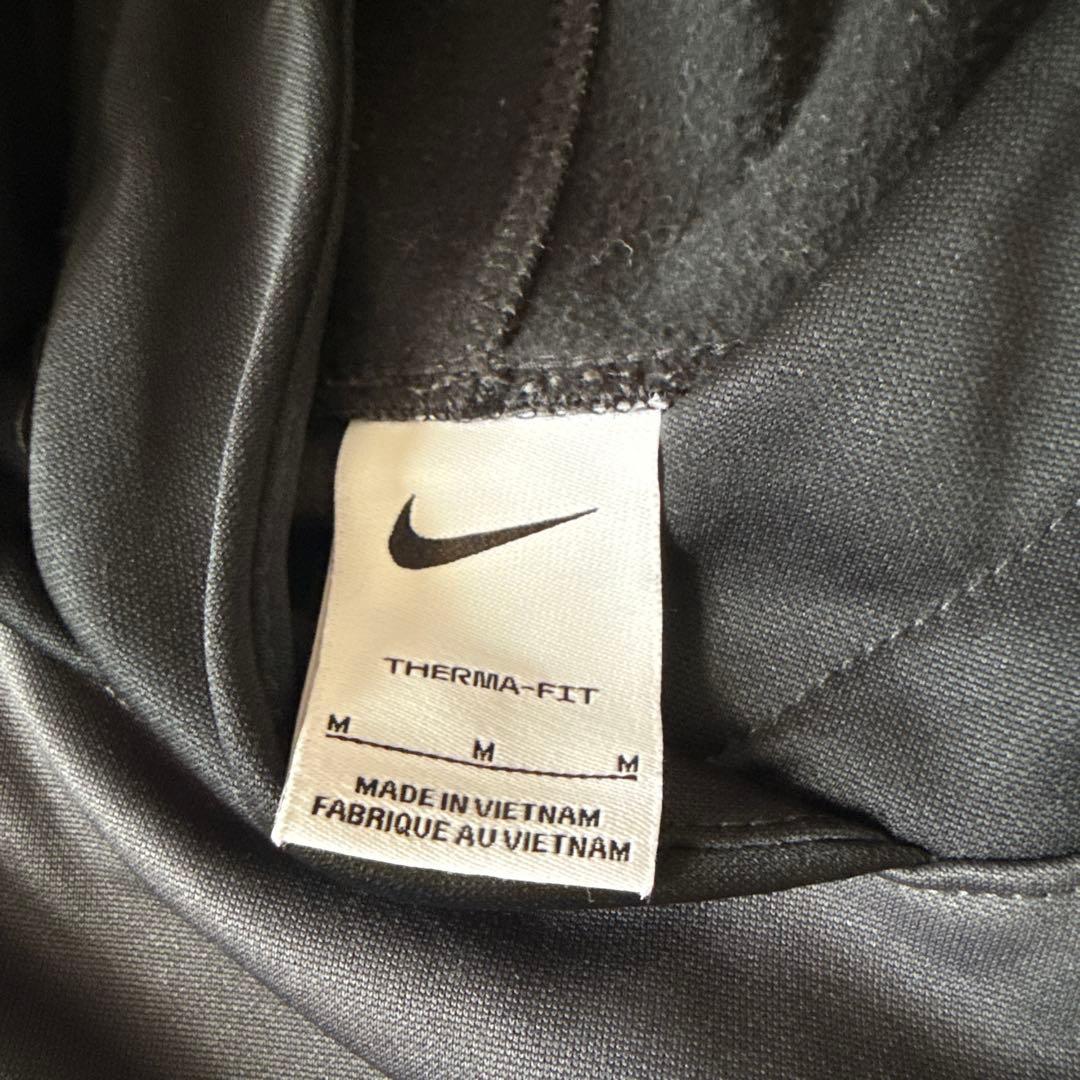 THERMA-FIT
M M M
MADE IN VIETNAM
FABRIQUE AU VIETNAM